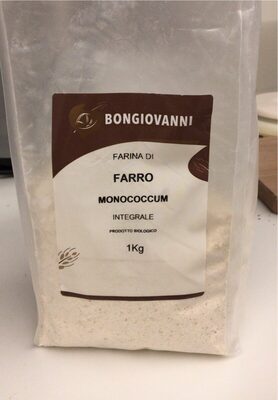 BONGIOVANNI
FARINA DI
FARRO
MONOCOCCUM
INTEGRALE
PRODOTTO BIOLOGICO
1Kg